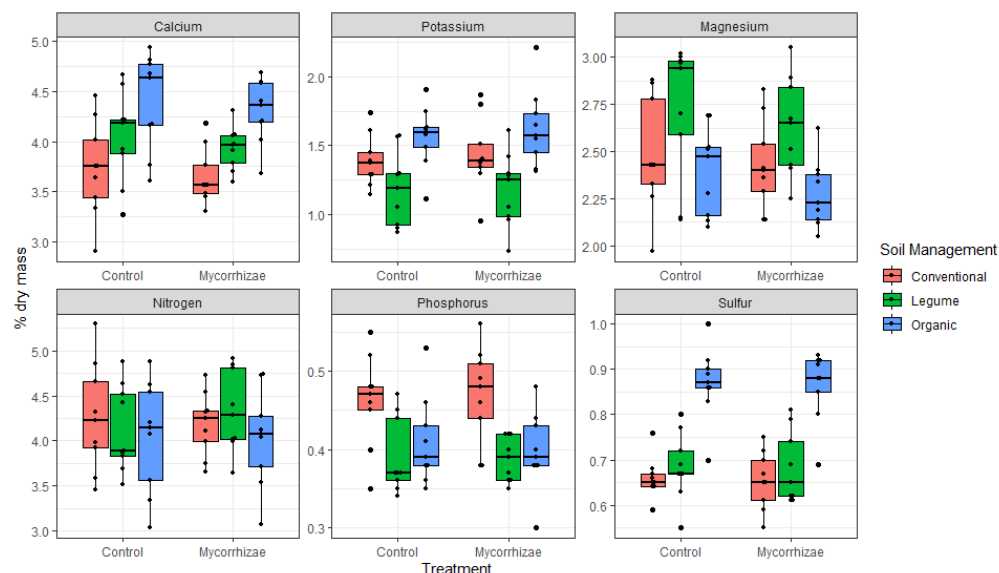 Calcium
Potassium
Magnesium
5.0
4.5
4.0
3.5
3.0
2.0
1.5
1.0
3.00
2.75
2.50
2.25
2.00
Control
Mycorrhizae
Control
Mycorrhizae
Control
Mycorrhizae
% dry mass
Soil Management
Conventional
Legume
Organic
Nitrogen
Phosphorus
Sulfur
5.0
4.5
4.0
3.5
3.0
0.5
0.4
0.3
1.0
0.9
0.8
0.7
0.6
Control
Mycorrhizae
Control
Mycorrhizae
Control
Mycorrhizae
Treatment